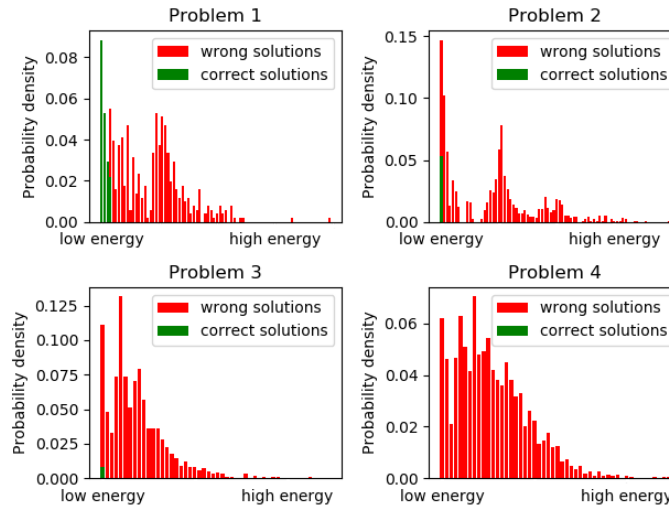 Problem 1
Probability density
0.08
0.06
0.04
0.02
0.00
wrong solutions
correct solutions
low energy high energy
Problem 2
Probability density
0.15
0.10
0.05
0.00
wrong solutions
correct solutions
low energy high energy
Problem 3
Probability density
0.125
0.100
0.075
0.050
0.025
0.000
wrong solutions
correct solutions
low energy high energy
Problem 4
Probability density
0.06
0.04
0.02
0.00
wrong solutions
correct solutions
low energy high energy